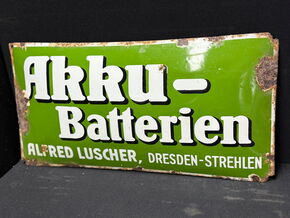 Akku-
Batterien
ALFRED LUSCHER, DRESDEN-STREHLEN